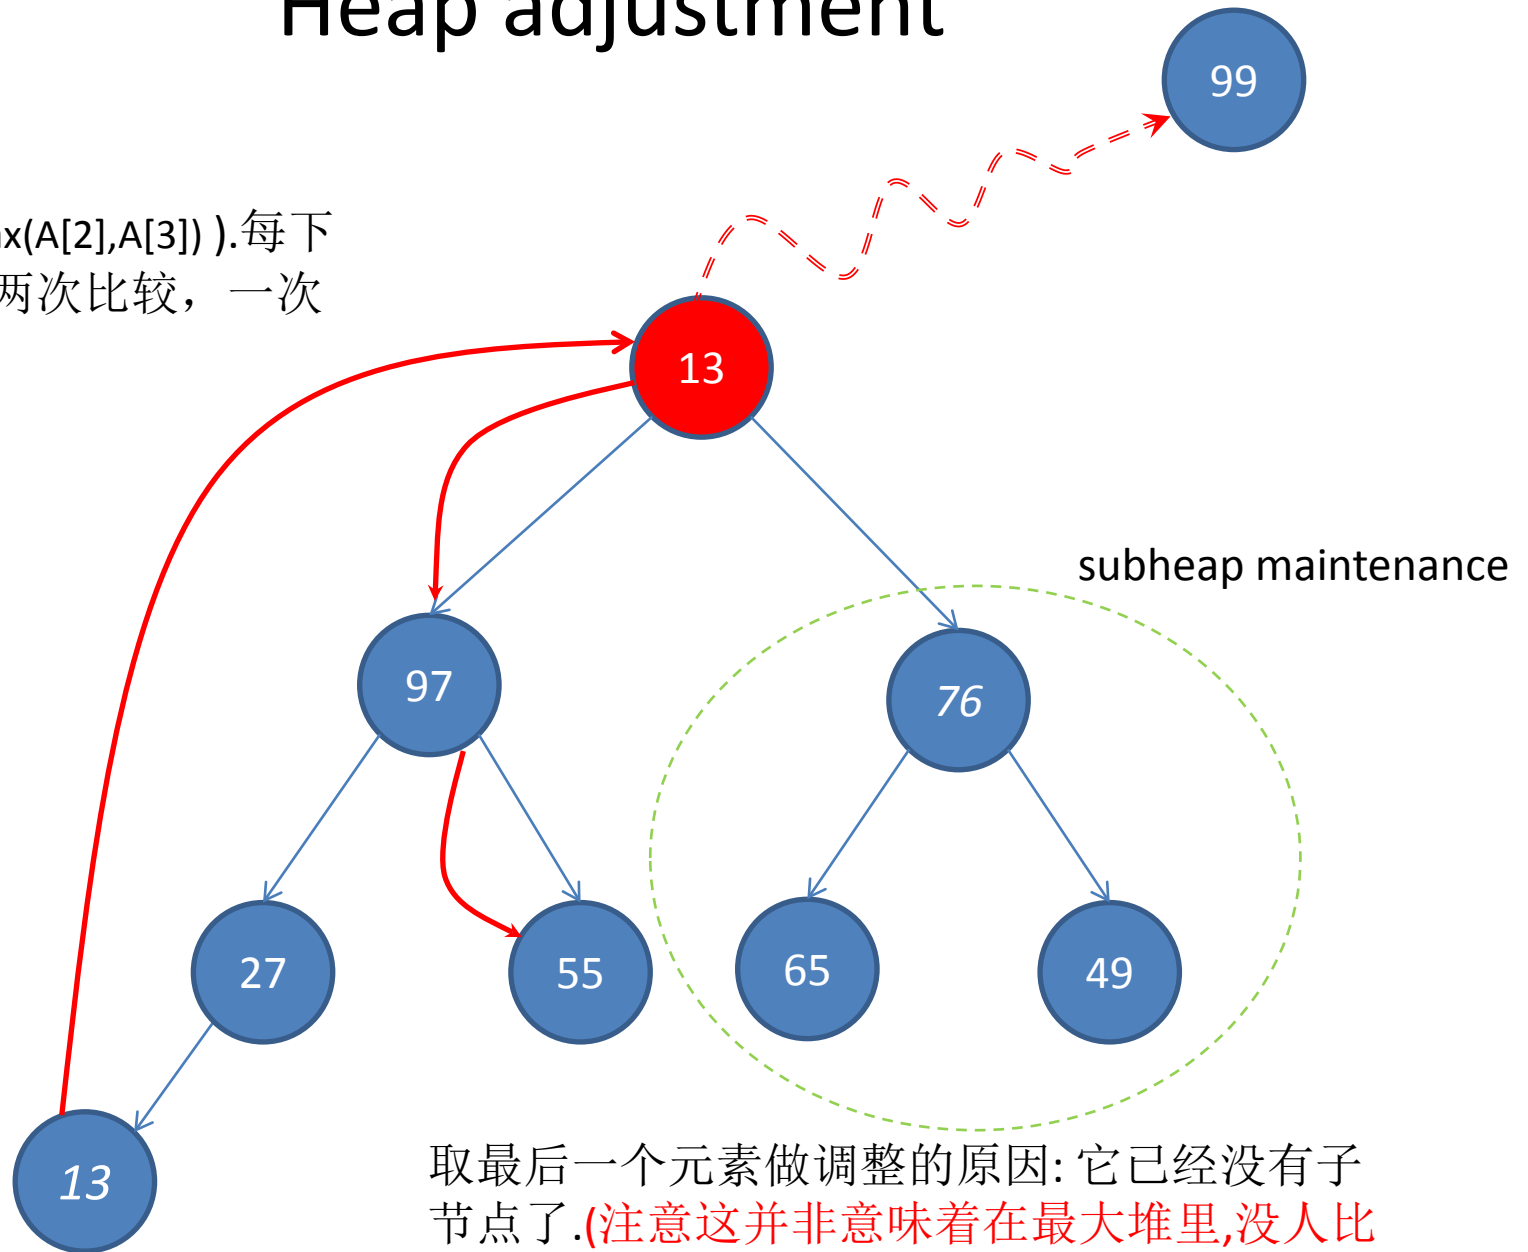 Heap adjustment
99
x(A[2],A[3]) ).每下
两次比较，一次
13
subheap maintenance
97
76
27
55
65
49
13
取最后一个元素做调整的原因: 它已经没有子
节点了.(注意这并非意味着在最大堆里,没人比